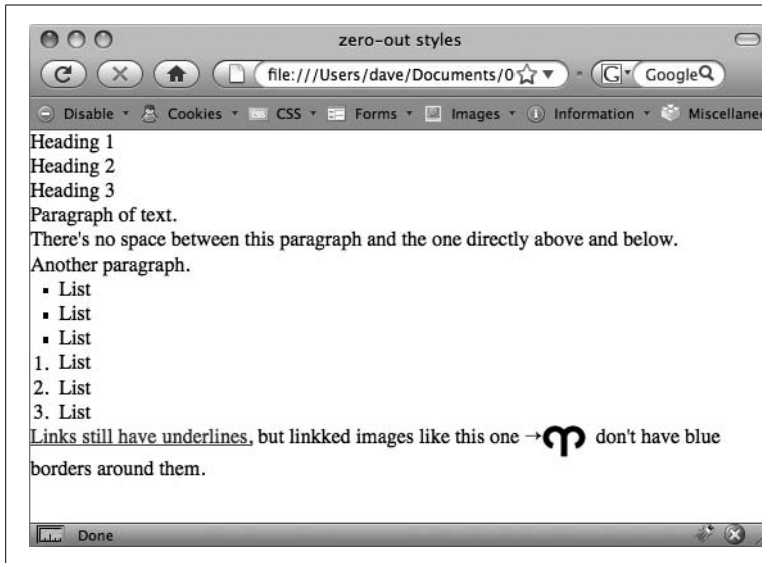 zero-out styles
file:///Users/dave/Documents/0 G Google
Disable Cookies css CSS Forms Images Information Miscellane
Heading 1
Heading 2
Heading 3
Paragraph of text.
There's no space between this paragraph and the one directly above and below.
Another paragraph.
▪ List
▪ List
▪ List
1. List
2. List
3. List
Links still have underlines, but linkked images like this one → don't have blue
borders around them.
Done